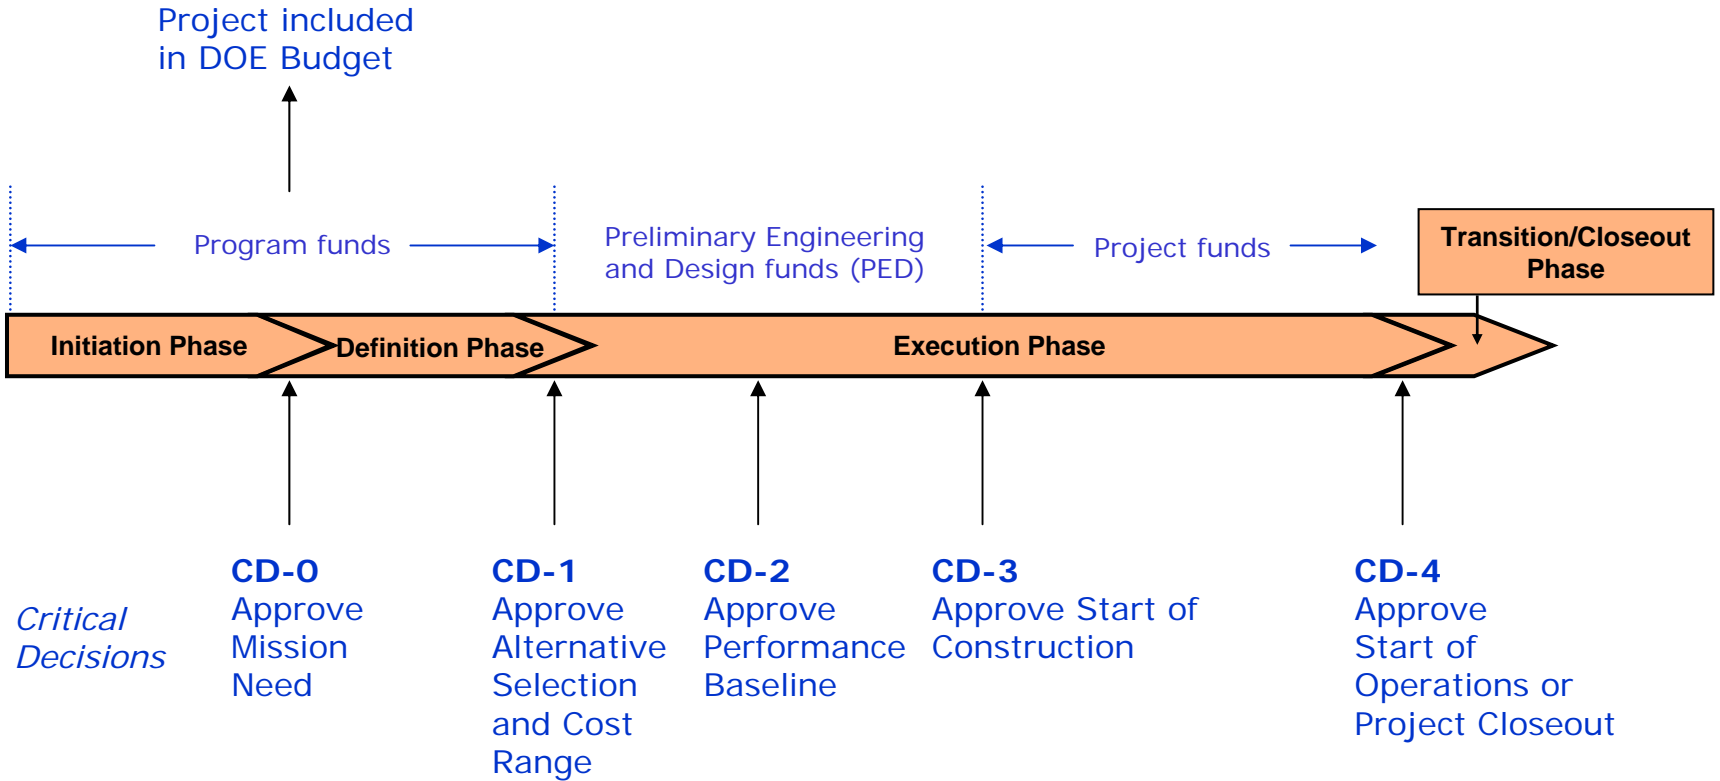 Project included
in DOE Budget
Program funds
Preliminary Engineering
and Design funds (PED)
Project funds
Transition/Closeout
Phase
Initiation Phase
Definition Phase
Execution Phase
Critical
Decisions
CD-0
Approve
Mission
Need
CD-1
Approve
Alternative
Selection
and Cost
Range
CD-2
Approve
Performance
Baseline
CD-3
Approve Start of
Construction
CD-4
Approve
Start of
Operations or
Project Closeout